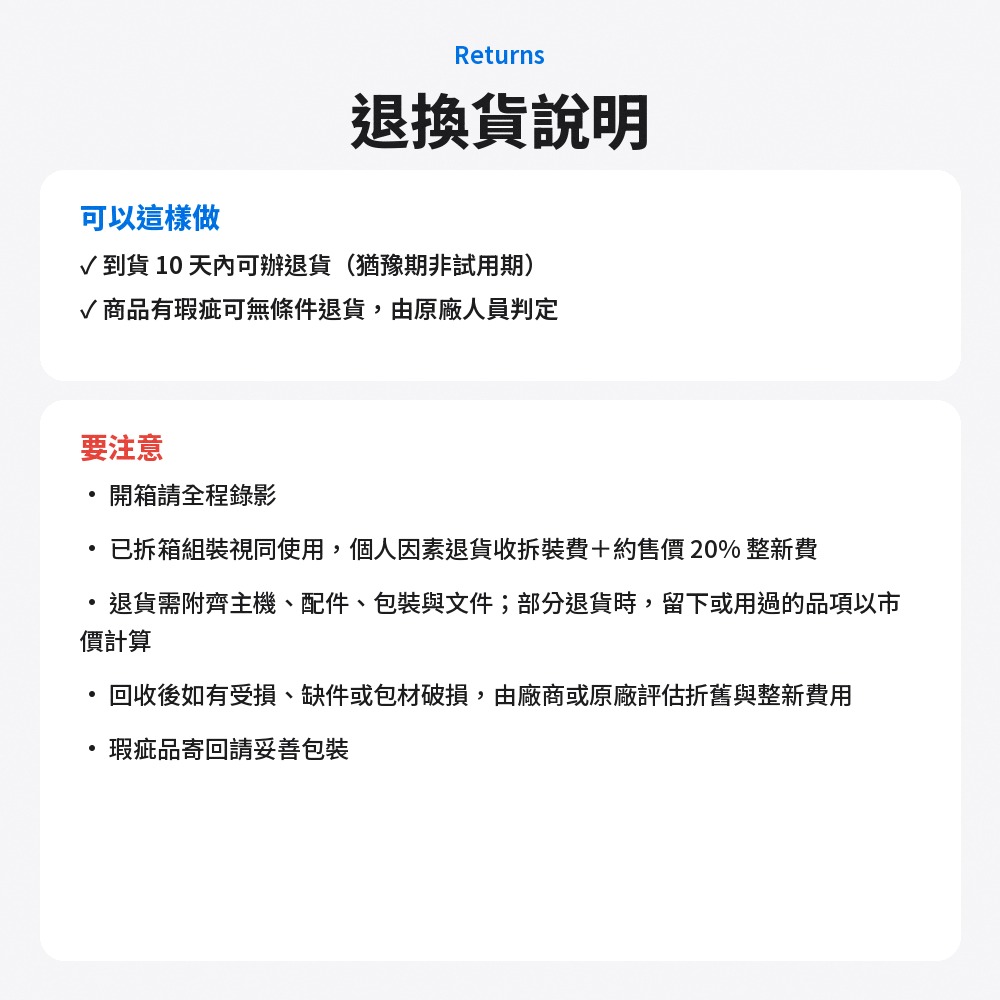 Returns
退換貨說明
可以這樣做
✓ 到貨 10 天內可辦退貨（猶豫期非試用期）
✓ 商品有瑕疵可無條件退貨，由原廠人員判定
要注意
• 開箱請全程錄影
• 已拆箱組裝視同使用，個人因素退貨收拆裝費＋約售價 20% 整新費
• 退貨需附齊主機、配件、包裝與文件；部分退貨時，留下或用過的品項以市
價計算
• 回收後如有受損、缺件或包材破損，由廠商或原廠評估折舊與整新費用
• 瑕疵品寄回請妥善包裝